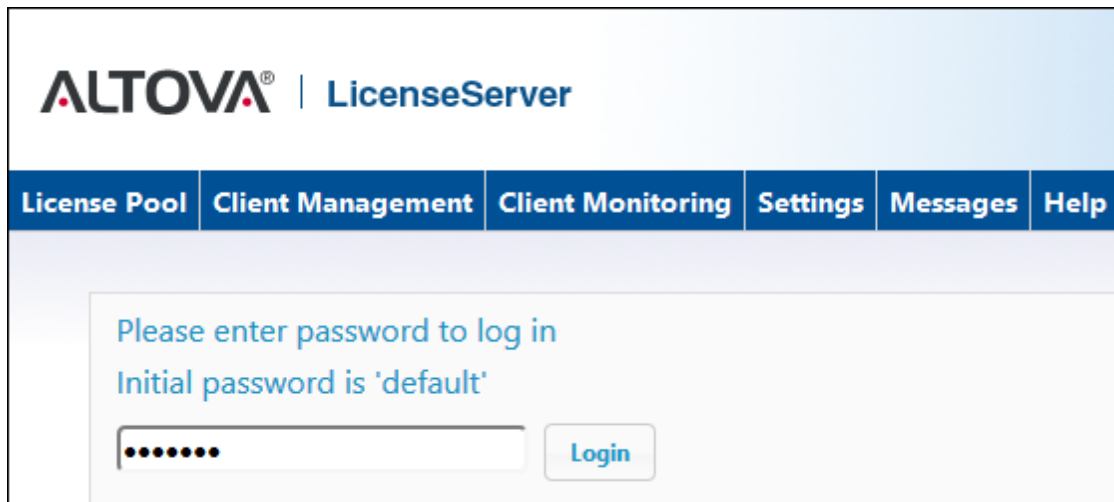 ALTOVA® | LicenseServer
License Pool Client Management Client Monitoring Settings Messages Help
Please enter password to log in
Initial password is 'default'
•••••••
Login